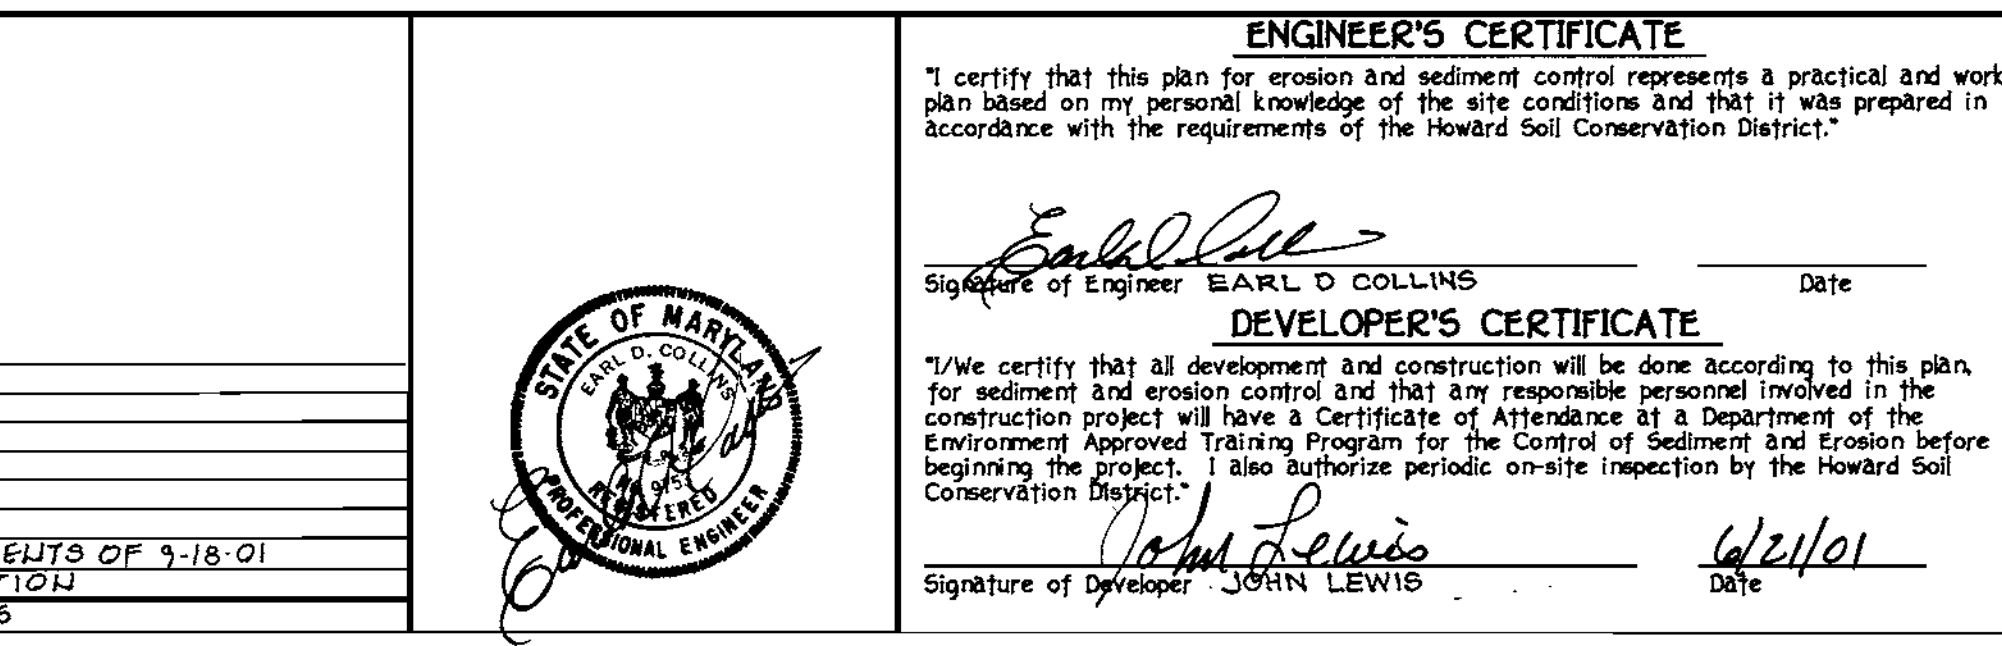 ENTS OF 9-18-01
TION
STATE OF MARYLAND
EARL D. COLLINS
REGISTERED
PROFESSIONAL ENGINEER
ENGINEER'S CERTIFICATE
"I certify that this plan for erosion and sediment control represents a practical and work
plan based on my personal knowledge of the site conditions and that it was prepared in
accordance with the requirements of the Howard Soil Conservation District."
Signature of Engineer EARL D COLLINS
Date
DEVELOPER'S CERTIFICATE
"I/We certify that all development and construction will be done according to this plan,
for sediment and erosion control and that any responsible personnel involved in the
construction project will have a Certificate of Attendance at a Department of the
Environment Approved Training Program for the Control of Sediment and Erosion before
beginning the project. I also authorize periodic on-site inspection by the Howard Soil
Conservation District."
John Lewis 6/21/01
Signature of Developer JOHN LEWIS
Date